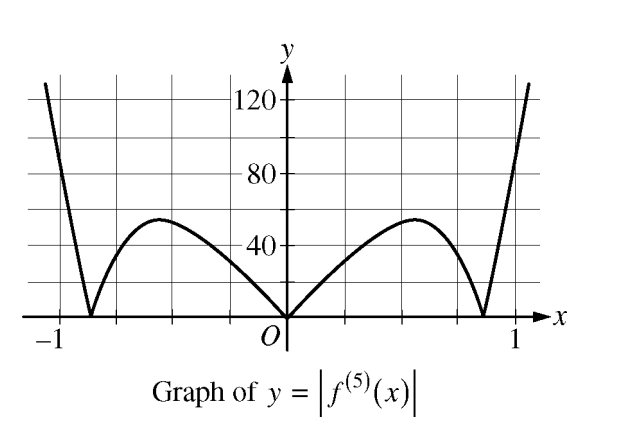 y
120
80
40
–1 O 1 x
Graph of y = |f⁽⁵⁾(x)|